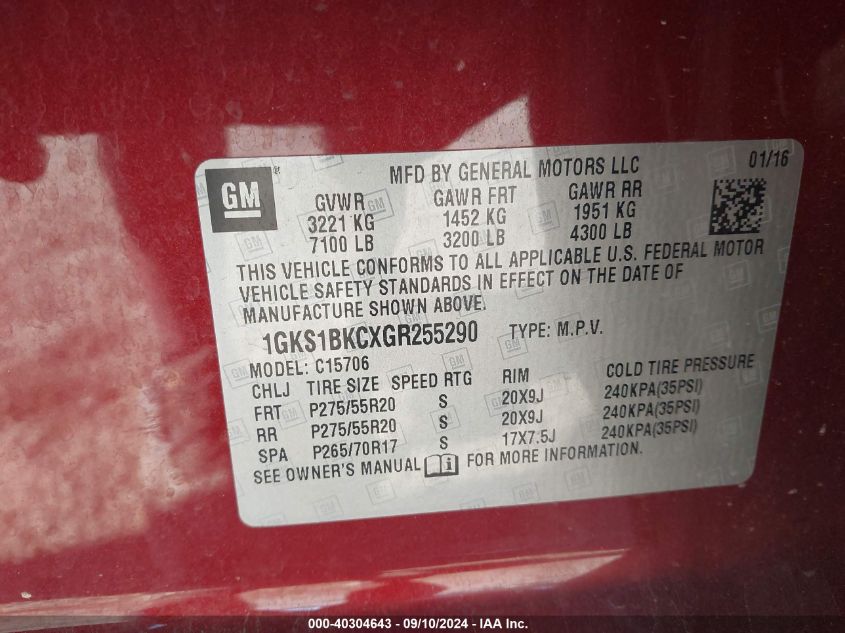 GM®
MFD BY GENERAL MOTORS LLC 01/16
GVWR GAWR FRT GAWR RR
3221 KG 1452 KG 1951 KG
7100 LB 3200 LB 4300 LB
THIS VEHICLE CONFORMS TO ALL APPLICABLE U.S. FEDERAL MOTOR
VEHICLE SAFETY STANDARDS IN EFFECT ON THE DATE OF
MANUFACTURE SHOWN ABOVE.
1GKS1BKCXGR255290 TYPE: M.P.V.
MODEL: C15706
CHLJ TIRE SIZE SPEED RTG RIM COLD TIRE PRESSURE
FRT P275/55R20 S 20X9J 240KPA(35PSI)
RR P275/55R20 S 20X9J 240KPA(35PSI)
SPA P265/70R17 S 17X7.5J 240KPA(35PSI)
SEE OWNER'S MANUAL i FOR MORE INFORMATION.
000-40304643 - 09/10/2024 - IAA Inc.